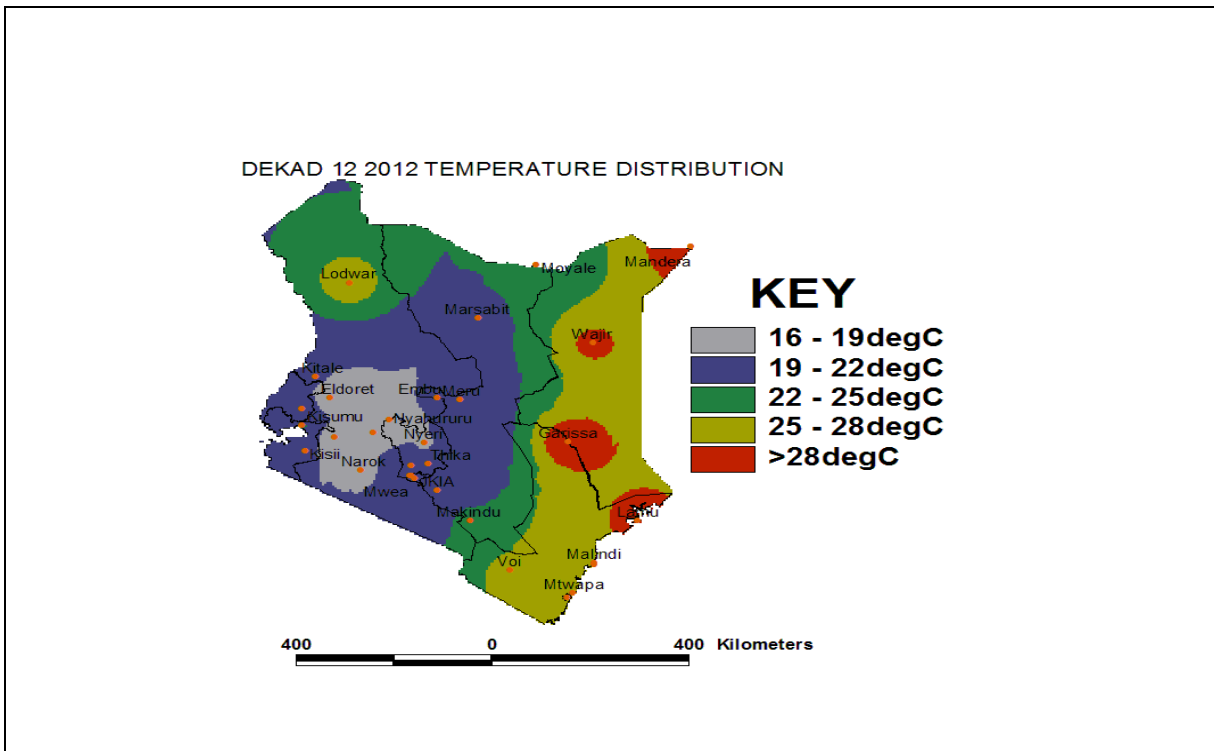 DEKAD 12 2012 TEMPERATURE DISTRIBUTION
Lodwar
Moyale
Mandera
Marsabit
Wajir
Kitale
Eldoret
Embu
Meru
Kisumu
Nyahururu
Nyeri
Garissa
Kisii
Narok
Thika
Mwea
JKIA
Makindu
Lamu
Voi
Malindi
Mtwapa
KEY
16 - 19degC
19 - 22degC
22 - 25degC
25 - 28degC
>28degC
400 0 400 Kilometers